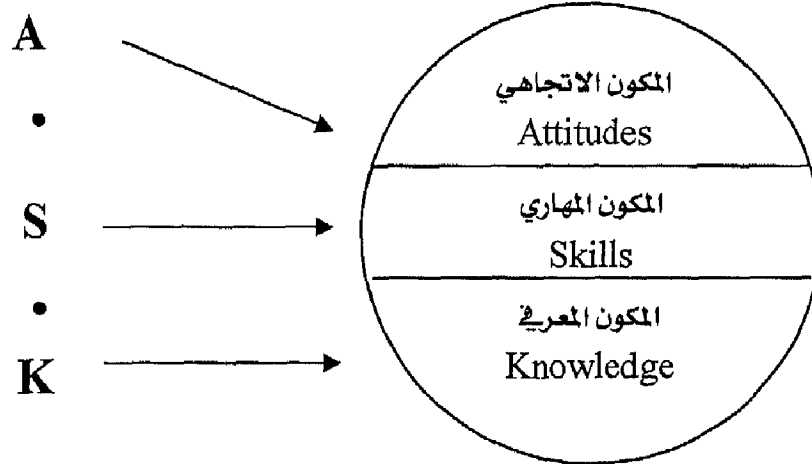 A
•
S
•
K
المكون الاتجاهي
Attitudes
المكون المهاري
Skills
المكون المعرفي
Knowledge